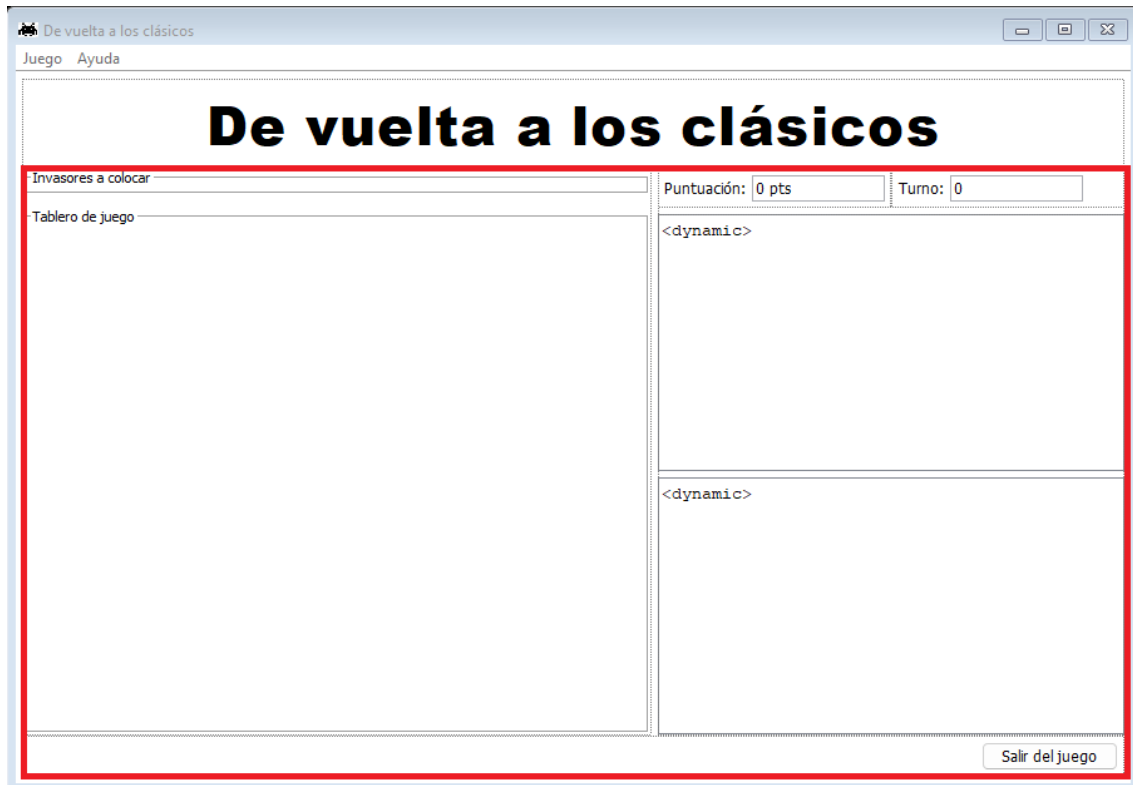 De vuelta a los clásicos
Juego Ayuda
De vuelta a los clásicos
Invasores a colocar
Puntuación: 0 pts Turno: 0
Tablero de juego
<dynamic>
<dynamic>
Salir del juego